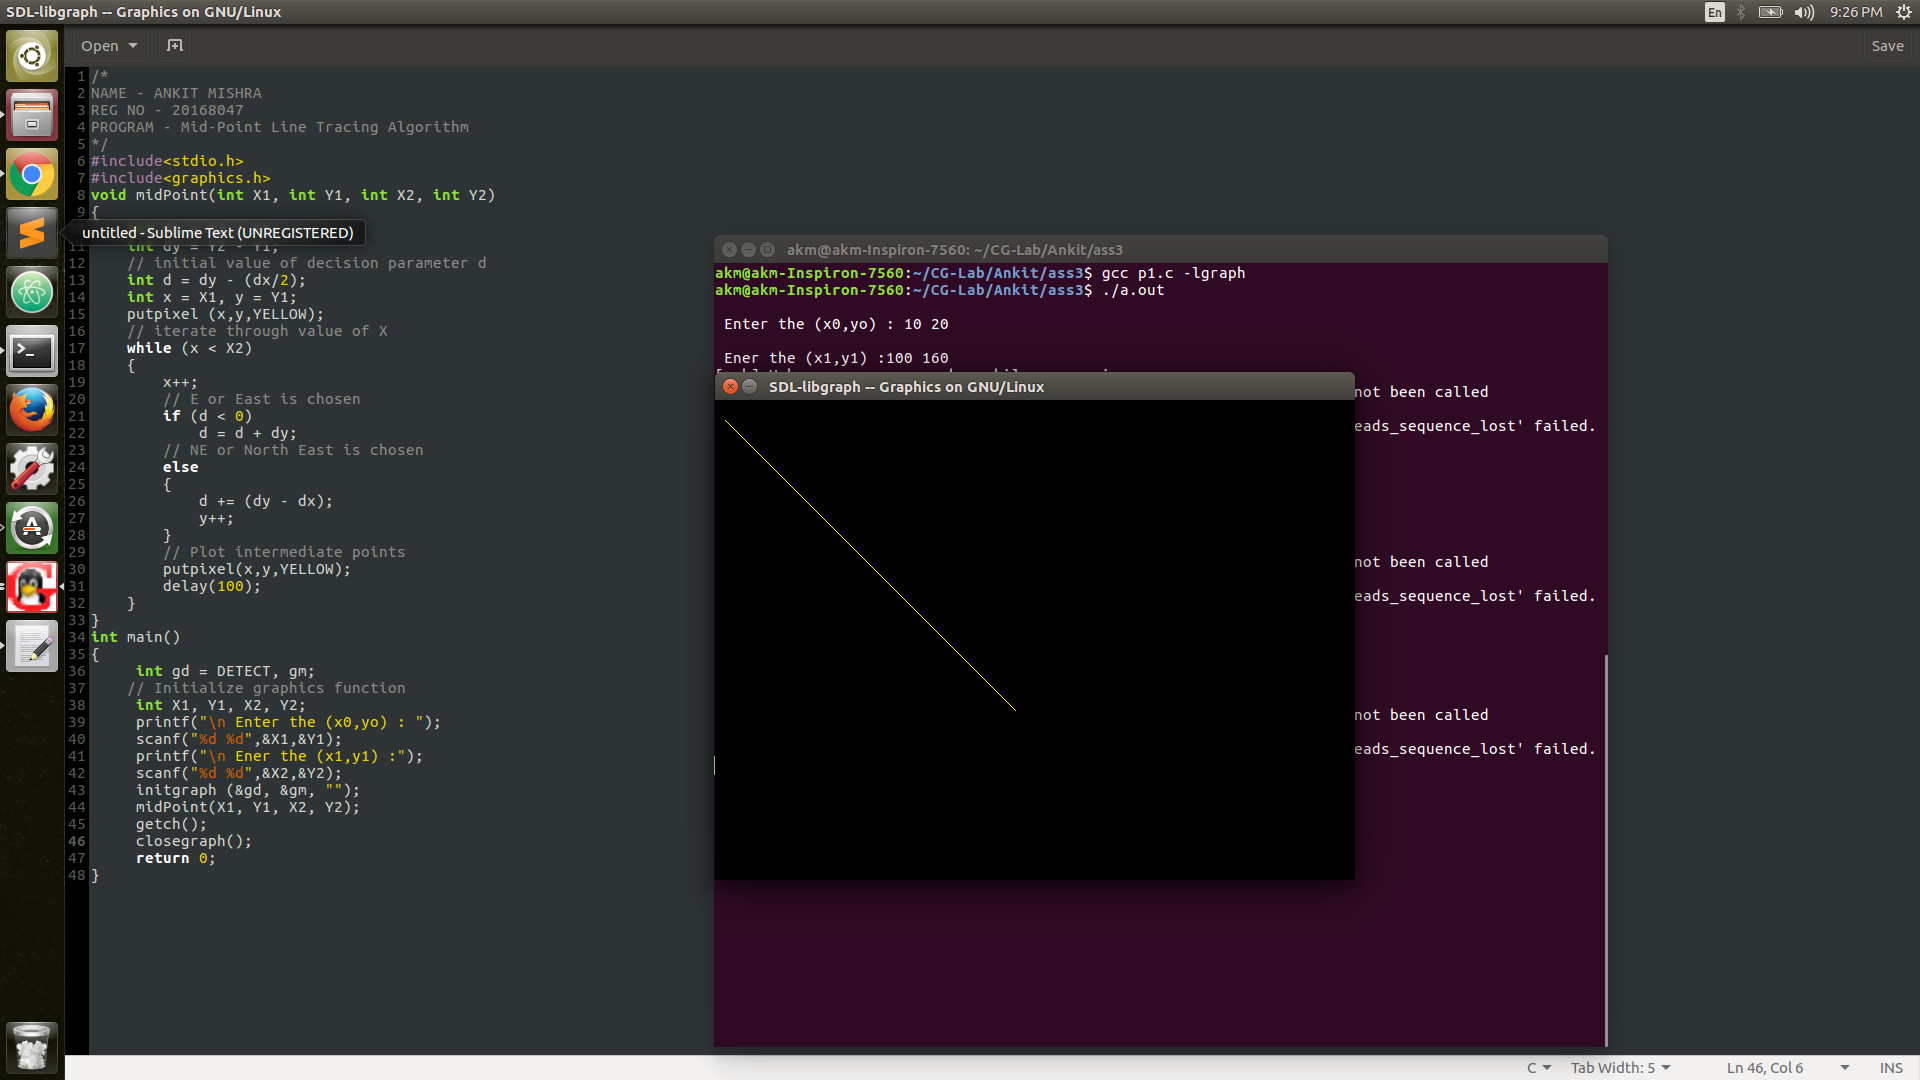 SDL-libgraph -- Graphics on GNU/Linux
En
9:26 PM
Open
Save
1 /*
2 NAME - ANKIT MISHRA
3 REG NO - 20168047
4 PROGRAM - Mid-Point Line Tracing Algorithm
5 */
6 #include<stdio.h>
7 #include<graphics.h>
8 void midPoint(int X1, int Y1, int X2, int Y2)
9 {
untitled - Sublime Text (UNREGISTERED)
11 int dy = Y2 - Y1;
12 // initial value of decision parameter d
13 int d = dy - (dx/2);
14 int x = X1, y = Y1;
15 putpixel (x,y,YELLOW);
16 // iterate through value of X
17 while (x < X2)
18 {
19 x++;
20 // E or East is chosen
21 if (d < 0)
22 d = d + dy;
23 // NE or North East is chosen
24 else
25 {
26 d += (dy - dx);
27 y++;
28 }
29 // Plot intermediate points
30 putpixel(x,y,YELLOW);
31 delay(100);
32 }
33 }
34 int main()
35 {
36 int gd = DETECT, gm;
37 // Initialize graphics function
38 int X1, Y1, X2, Y2;
39 printf("\n Enter the (x0,yo) : ");
40 scanf("%d %d",&X1,&Y1);
41 printf("\n Ener the (x1,y1) :");
42 scanf("%d %d",&X2,&Y2);
43 initgraph (&gd, &gm, "");
44 midPoint(X1, Y1, X2, Y2);
45 getch();
46 closegraph();
47 return 0;
48 }
akm@akm-Inspiron-7560: ~/CG-Lab/Ankit/ass3
akm@akm-Inspiron-7560:~/CG-Lab/Ankit/ass3$ gcc p1.c -lgraph
akm@akm-Inspiron-7560:~/CG-Lab/Ankit/ass3$ ./a.out
Enter the (x0,yo) : 10 20
Ener the (x1,y1) :100 160
SDL-libgraph -- Graphics on GNU/Linux
not been called
eads_sequence_lost' failed.
not been called
eads_sequence_lost' failed.
not been called
eads_sequence_lost' failed.
C
Tab Width: 5
Ln 46, Col 6
INS